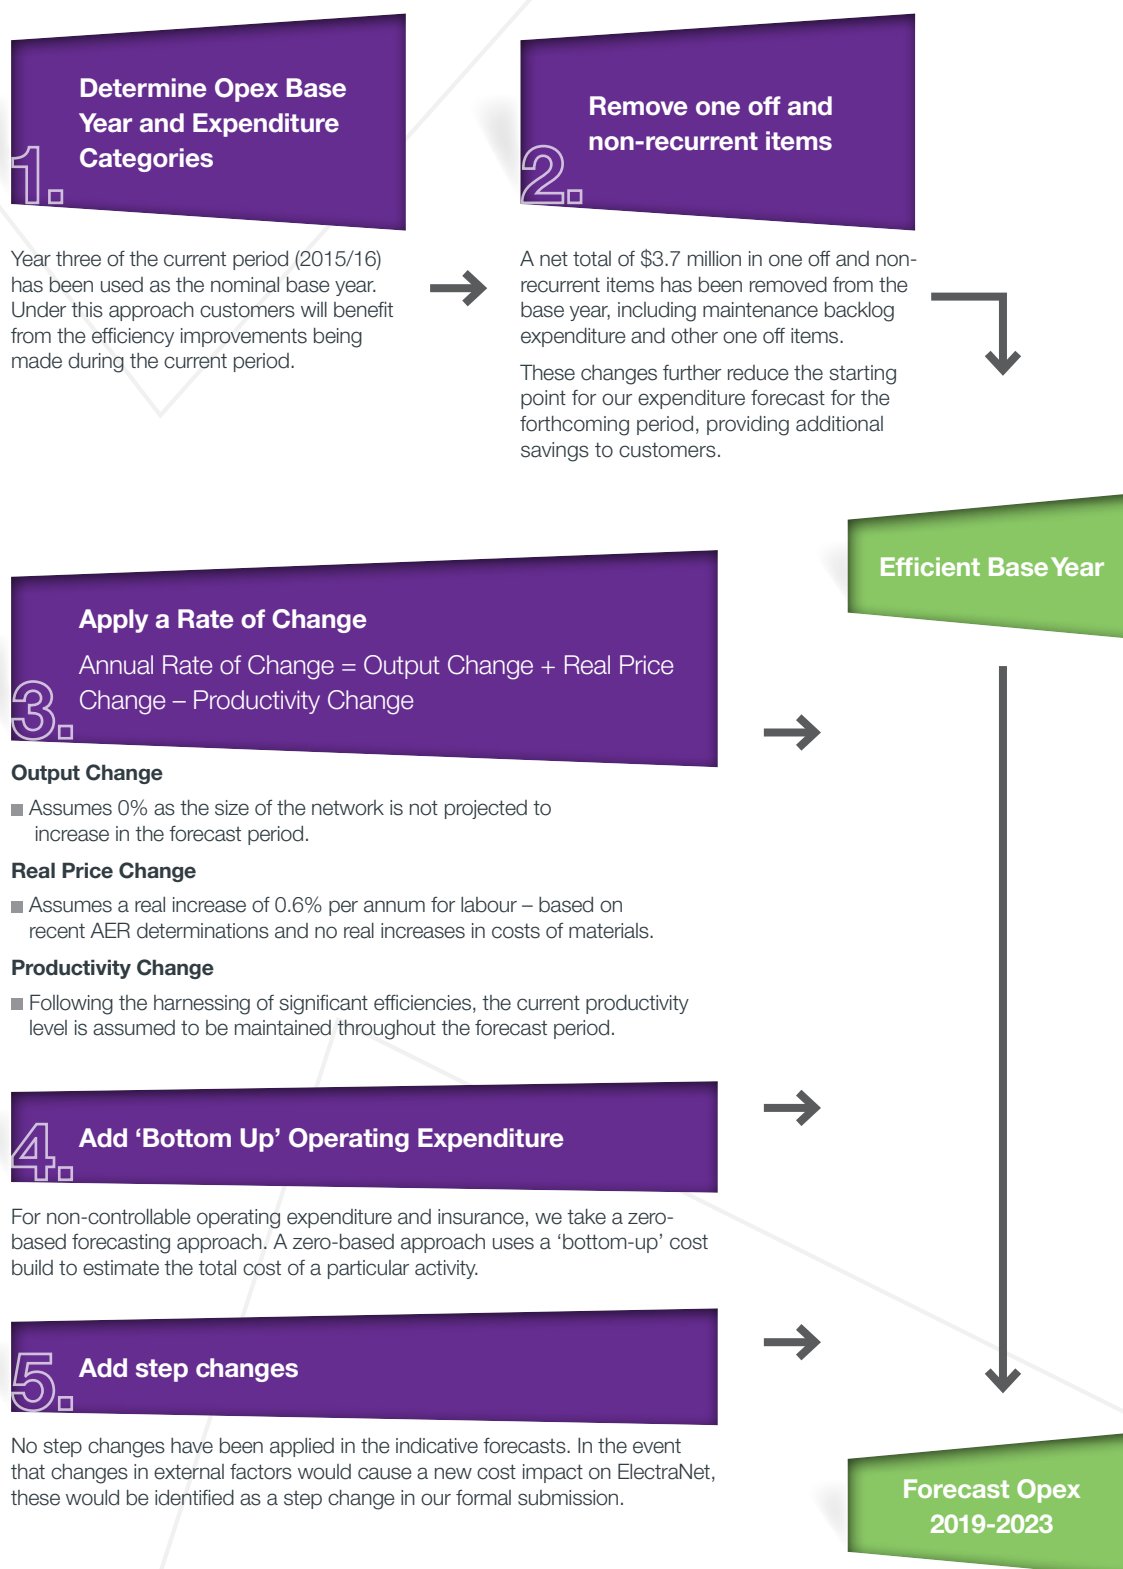 1.
Determine Opex Base
Year and Expenditure
Categories
Year three of the current period (2015/16)
has been used as the nominal base year.
Under this approach customers will benefit
from the efficiency improvements being
made during the current period.
2.
Remove one off and
non-recurrent items
A net total of $3.7 million in one off and non-
recurrent items has been removed from the
base year, including maintenance backlog
expenditure and other one off items.
These changes further reduce the starting
point for our expenditure forecast for the
forthcoming period, providing additional
savings to customers.
Efficient Base Year
3.
Apply a Rate of Change
Annual Rate of Change = Output Change + Real Price
Change – Productivity Change
Output Change
Assumes 0% as the size of the network is not projected to
increase in the forecast period.
Real Price Change
Assumes a real increase of 0.6% per annum for labour – based on
recent AER determinations and no real increases in costs of materials.
Productivity Change
Following the harnessing of significant efficiencies, the current productivity
level is assumed to be maintained throughout the forecast period.
4.
Add ‘Bottom Up’ Operating Expenditure
For non-controllable operating expenditure and insurance, we take a zero-
based forecasting approach. A zero-based approach uses a ‘bottom-up’ cost
build to estimate the total cost of a particular activity.
5.
Add step changes
No step changes have been applied in the indicative forecasts. In the event
that changes in external factors would cause a new cost impact on ElectraNet,
these would be identified as a step change in our formal submission.
Forecast Opex
2019-2023